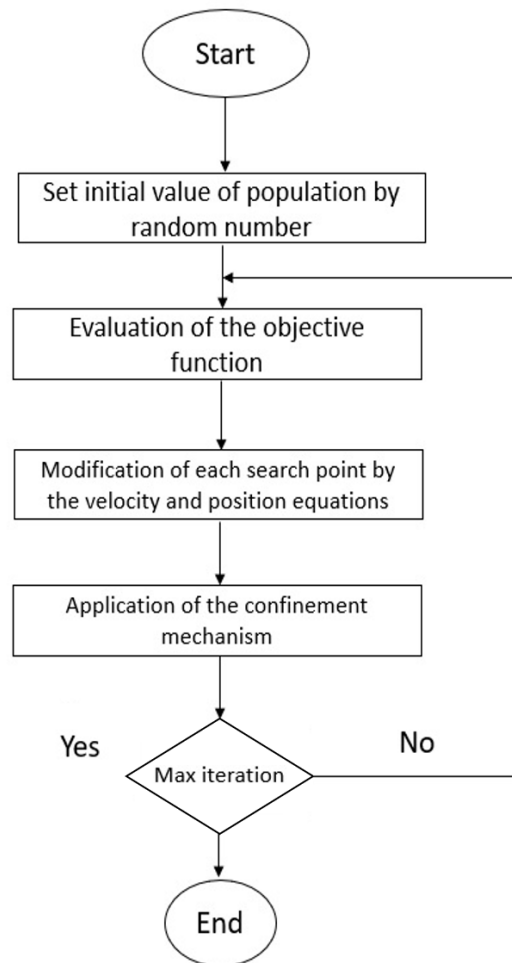 Start
Set initial value of population by
random number
Evaluation of the objective
function
Modification of each search point by
the velocity and position equations
Application of the confinement
mechanism
Yes
No
Max iteration
End